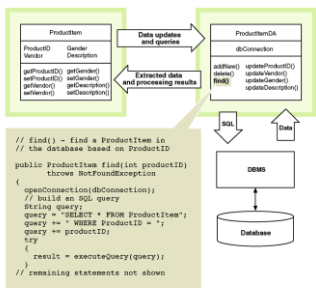 ProductItem
ProductID Gender
Vendor Description
getProductID() getGender()
setProductID() setGender()
getVendor() getDescription()
setVendor() setDescription()
Data updates
and queries
Extracted data
and processing results
ProductItemDA
dbConnection
addNew() updateProductID()
delete() updateVendor()
find() updateGender()
updateDescription()
SQL
Data
DBMS
Database
// find() – find a ProductItem in
// the database based on ProductID
public ProductItem find(int productID)
throws NotFoundException
{
openConnection(dbConnection);
// build an SQL query
String query;
query = "SELECT * FROM ProductItem";
query += " WHERE ProductID = ";
query += productID;
try
{
result = executeQuery(query);
}
// remaining statements not shown